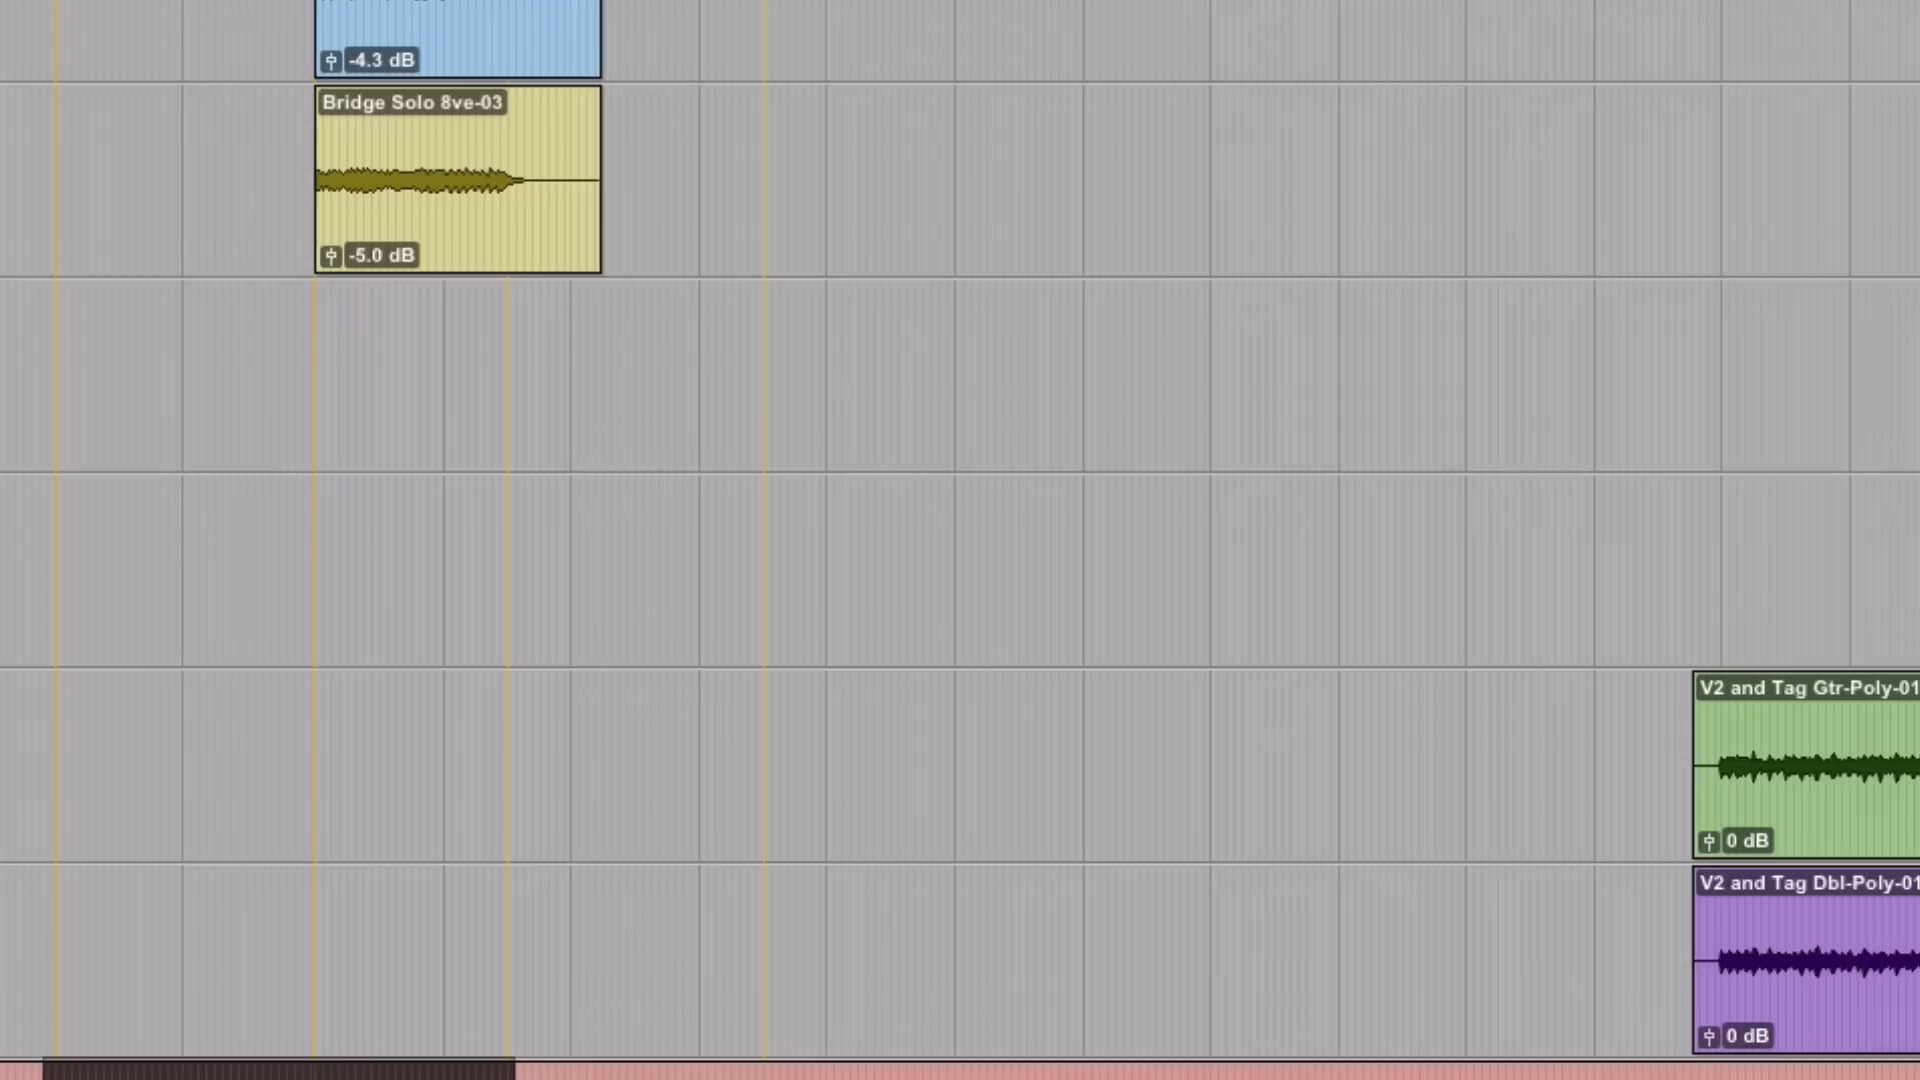 -4.3 dB
Bridge Solo 8ve-03
-5.0 dB
V2 and Tag Gtr-Poly-01
0 dB
V2 and Tag Dbl-Poly-01
0 dB